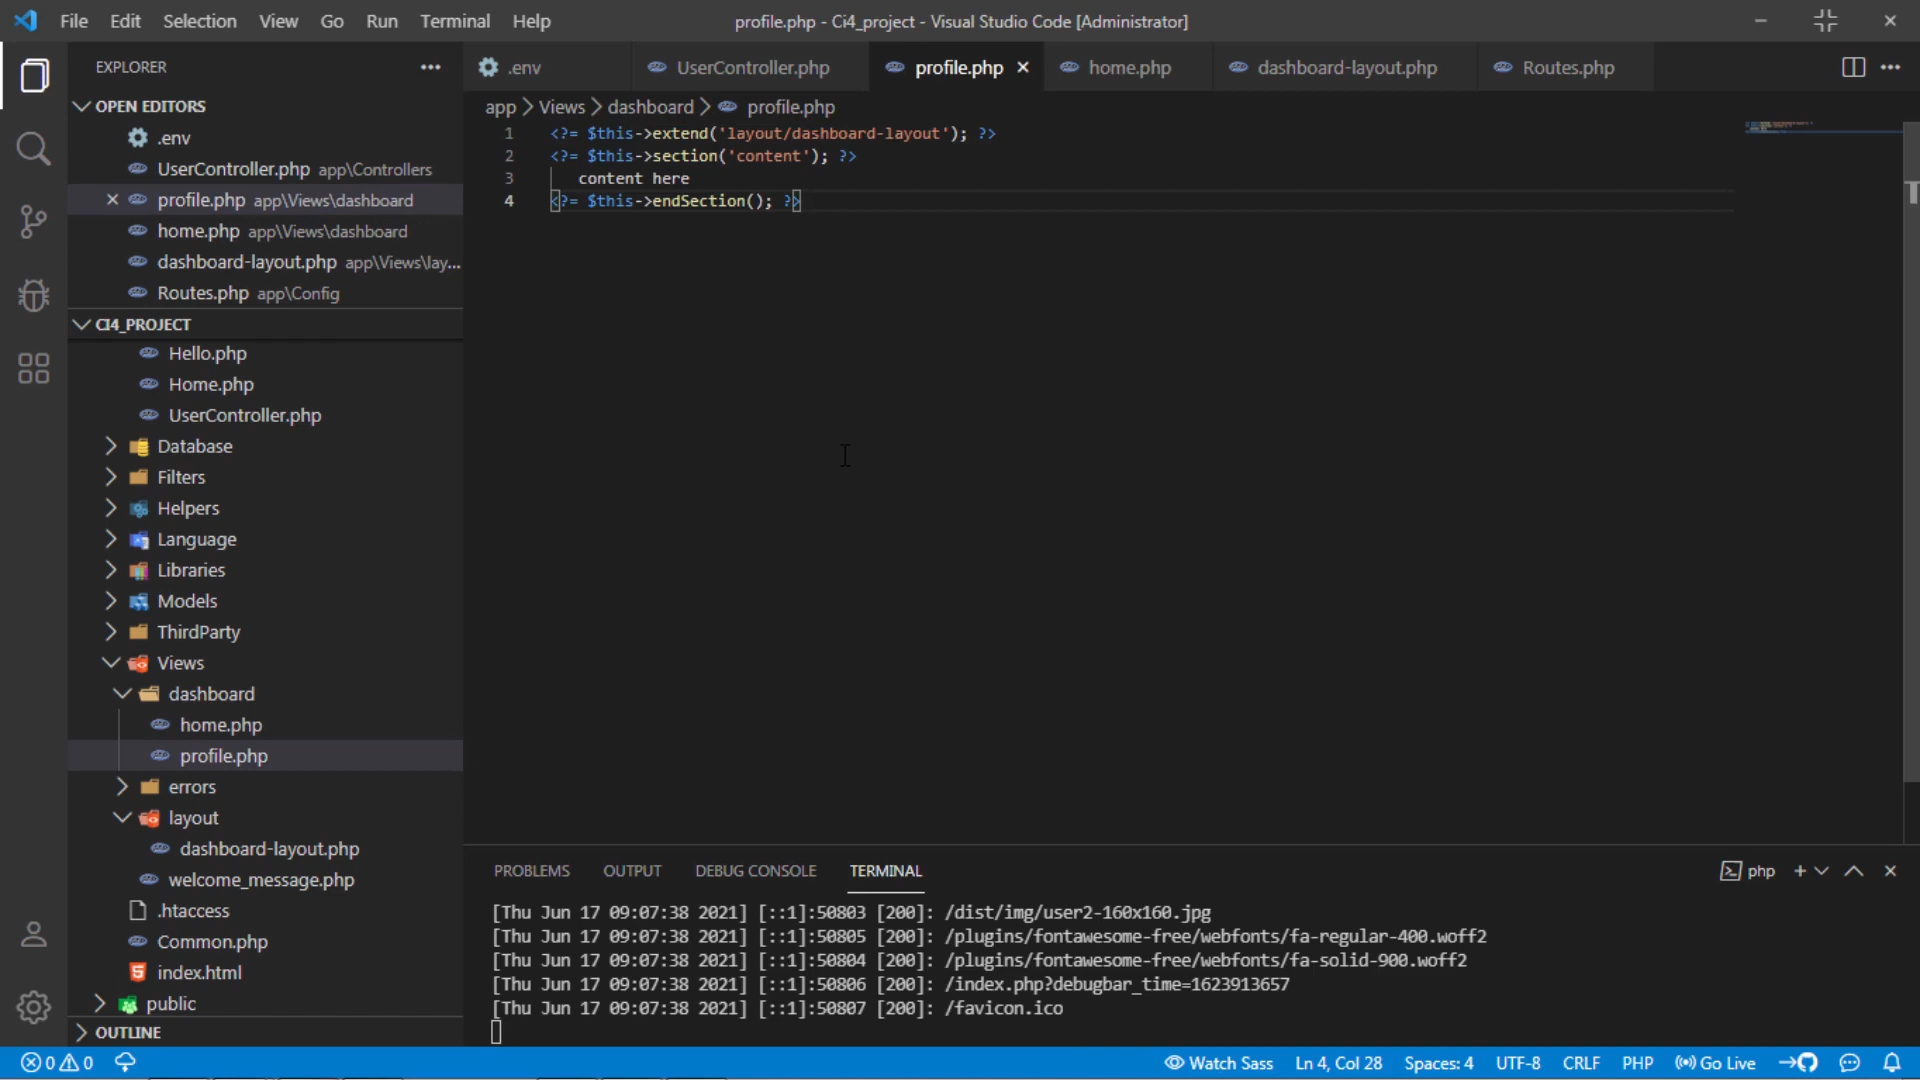 File Edit Selection View Go Run Terminal Help
profile.php - Ci4_project - Visual Studio Code [Administrator]
EXPLORER
OPEN EDITORS
.env
UserController.php app\Controllers
profile.php app\Views\dashboard
home.php app\Views\dashboard
dashboard-layout.php app\Views\lay...
Routes.php app\Config
CI4_PROJECT
Hello.php
Home.php
UserController.php
Database
Filters
Helpers
Language
Libraries
Models
ThirdParty
Views
dashboard
home.php
profile.php
errors
layout
dashboard-layout.php
welcome_message.php
.htaccess
Common.php
index.html
public
OUTLINE
.env UserController.php profile.php home.php dashboard-layout.php Routes.php
app > Views > dashboard > profile.php
1 <?= $this->extend('layout/dashboard-layout'); ?>
2 <?= $this->section('content'); ?>
3 content here
4 <?= $this->endSection(); ?>
PROBLEMS OUTPUT DEBUG CONSOLE TERMINAL
php
[Thu Jun 17 09:07:38 2021] [::1]:50803 [200]: /dist/img/user2-160x160.jpg
[Thu Jun 17 09:07:38 2021] [::1]:50805 [200]: /plugins/fontawesome-free/webfonts/fa-regular-400.woff2
[Thu Jun 17 09:07:38 2021] [::1]:50804 [200]: /plugins/fontawesome-free/webfonts/fa-solid-900.woff2
[Thu Jun 17 09:07:38 2021] [::1]:50806 [200]: /index.php?debugbar_time=1623913657
[Thu Jun 17 09:07:38 2021] [::1]:50807 [200]: /favicon.ico
0 0 Watch Sass Ln 4, Col 28 Spaces: 4 UTF-8 CRLF PHP Go Live